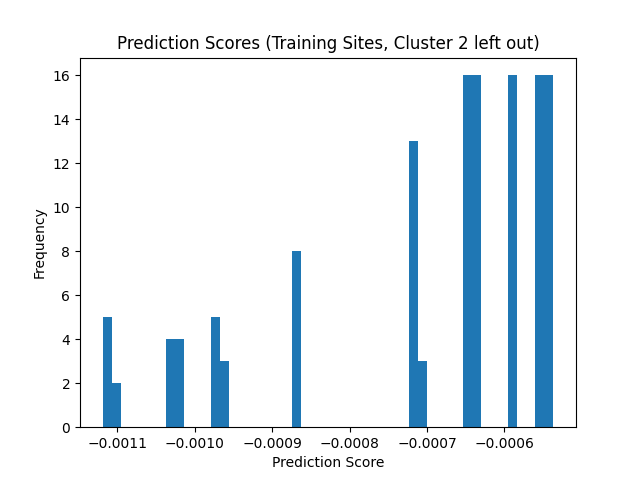 Prediction Scores (Training Sites, Cluster 2 left out)
16
14
12
10
8
6
4
2
0
Frequency
−0.0011 −0.0010 −0.0009 −0.0008 −0.0007 −0.0006
Prediction Score